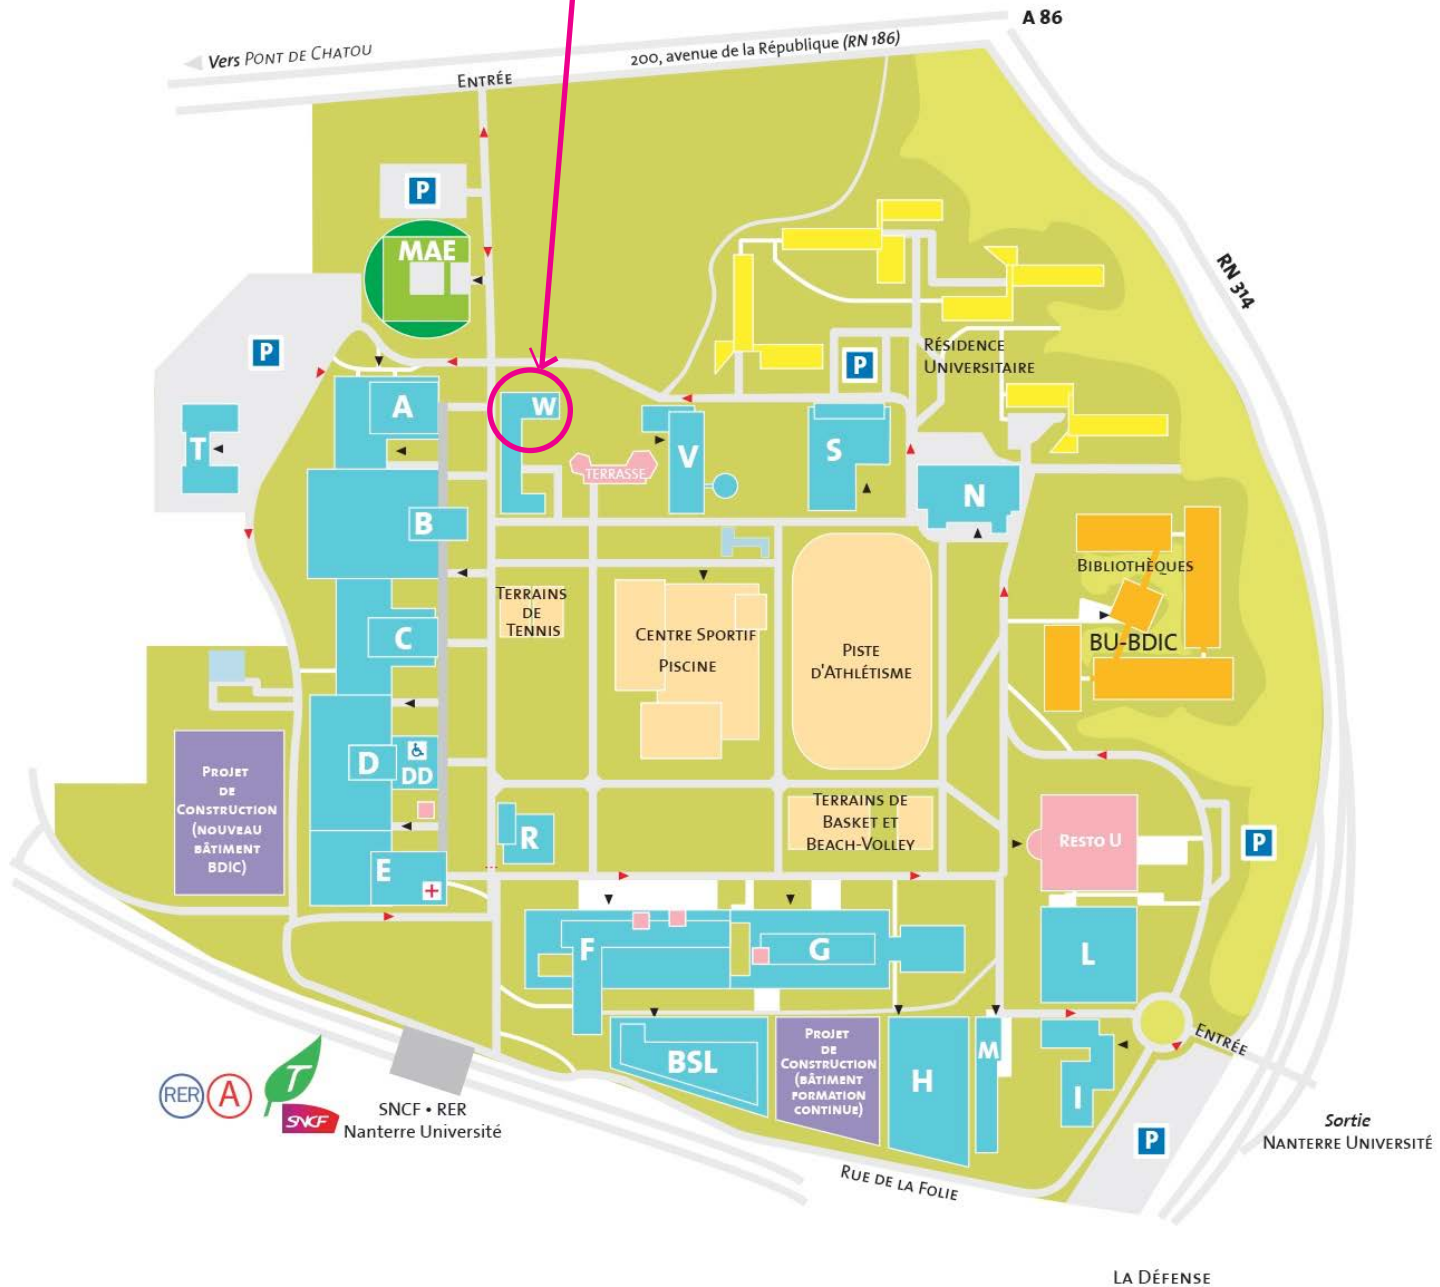 A 86
Vers PONT DE CHATOU
200, avenue de la République (RN 186)
ENTRÉE
P
MAE
RN 314
P
P
RÉSIDENCE
UNIVERSITAIRE
A
W
T
V
S
TERRASSE
N
B
BIBLIOTHÈQUES
TERRAINS
DE
TENNIS
CENTRE SPORTIF
PISCINE
PISTE
D'ATHLÉTISME
BU-BDIC
C
D
DD
PROJET
DE
CONSTRUCTION
(NOUVEAU
BÂTIMENT
BDIC)
TERRAINS DE
BASKET ET
BEACH-VOLLEY
R
RESTO U
P
E
F
G
L
BSL
PROJET
DE
CONSTRUCTION
(BÂTIMENT
FORMATION
CONTINUE)
H
M
I
ENTRÉE
RER
A
T
SNCF
SNCF • RER
Nanterre Université
P
Sortie
NANTERRE UNIVERSITÉ
RUE DE LA FOLIE
LA DÉFENSE